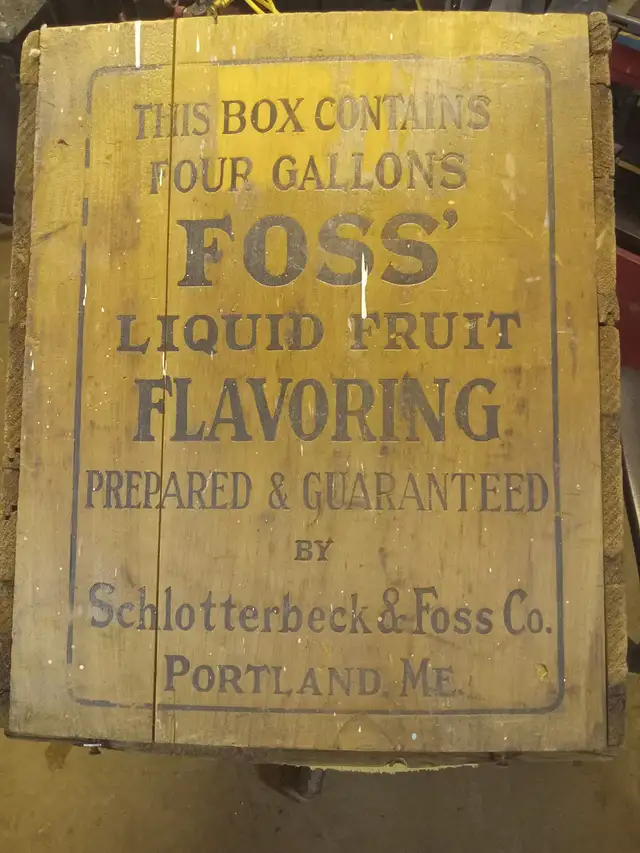 THIS BOX CONTAINS
FOUR GALLONS
FOSS'
LIQUID FRUIT
FLAVORING
PREPARED & GUARANTEED
BY
Schlotterbeck & Foss Co.
PORTLAND, ME.